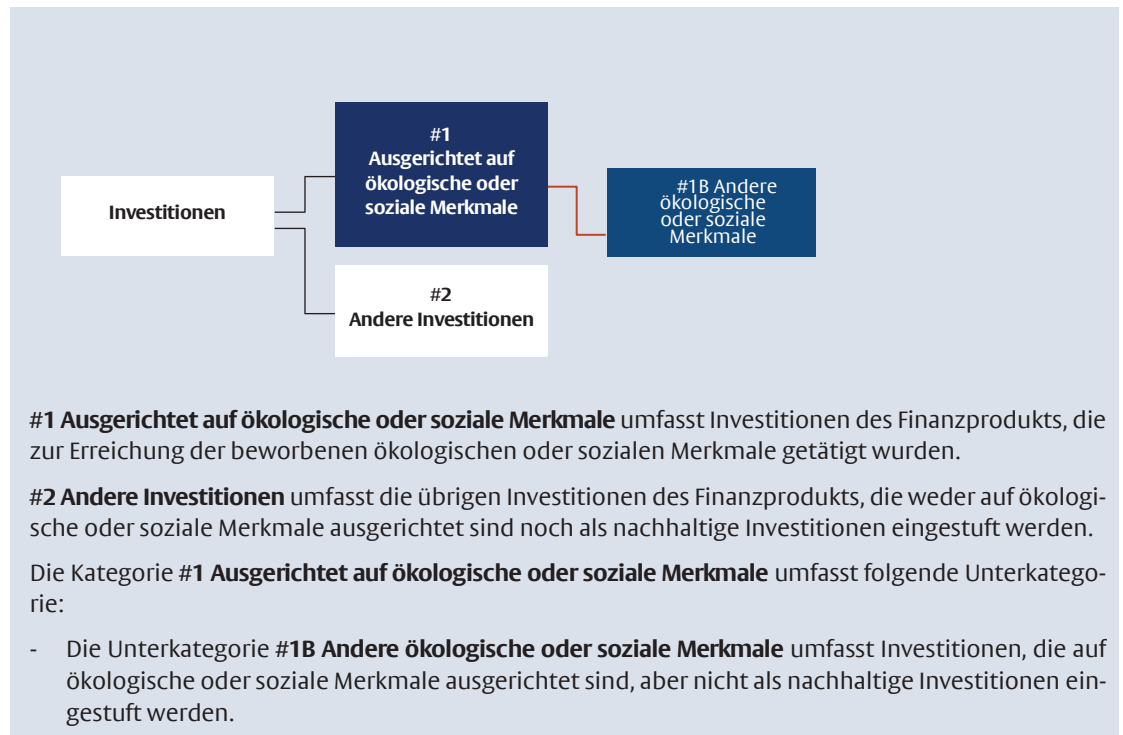 #1
Ausgerichtet auf
ökologische oder
soziale Merkmale
Investitionen
#1B Andere
ökologische
oder soziale
Merkmale
#2
Andere Investitionen
#1 Ausgerichtet auf ökologische oder soziale Merkmale umfasst Investitionen des Finanzprodukts, die
zur Erreichung der beworbenen ökologischen oder sozialen Merkmale getätigt wurden.
#2 Andere Investitionen umfasst die übrigen Investitionen des Finanzprodukts, die weder auf ökologi-
sche oder soziale Merkmale ausgerichtet sind noch als nachhaltige Investitionen eingestuft werden.
Die Kategorie #1 Ausgerichtet auf ökologische oder soziale Merkmale umfasst folgende Unterkatego-
rie:
- Die Unterkategorie #1B Andere ökologische oder soziale Merkmale umfasst Investitionen, die auf
ökologische oder soziale Merkmale ausgerichtet sind, aber nicht als nachhaltige Investitionen ein-
gestuft werden.